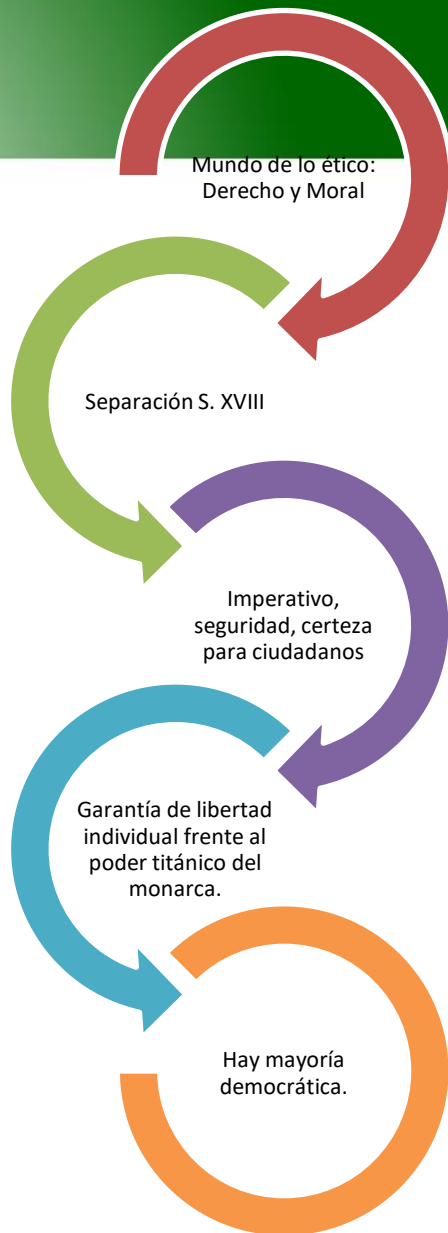 Mundo de lo ético:
Derecho y Moral
Separación S. XVIII
Imperativo,
seguridad, certeza
para ciudadanos
Garantía de libertad
individual frente al
poder titánico del
monarca.
Hay mayoría
democrática.